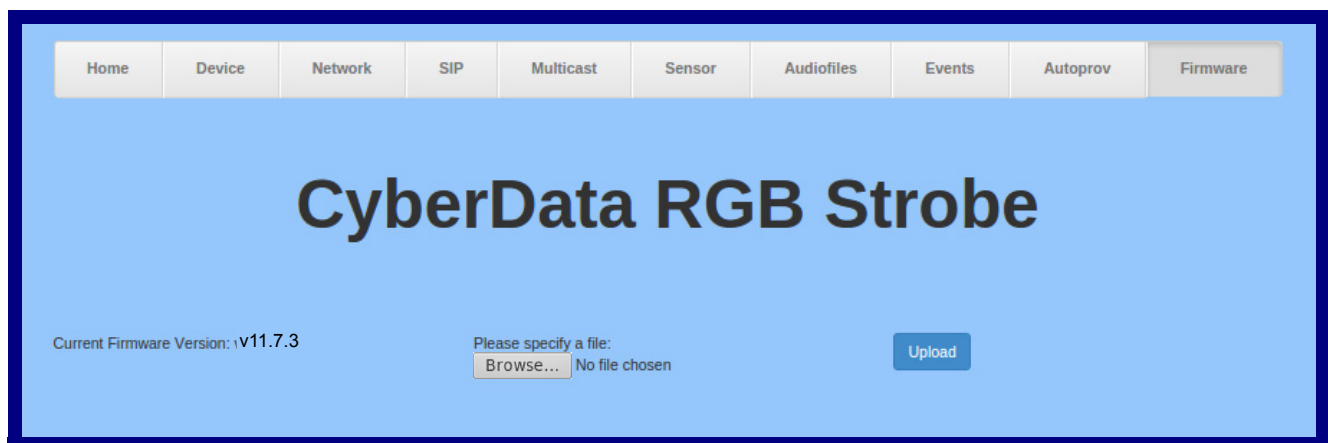 Home Device Network SIP Multicast Sensor Audiofiles Events Autoprov Firmware
CyberData RGB Strobe
Current Firmware Version: v11.7.3
Please specify a file:
Browse... No file chosen
Upload